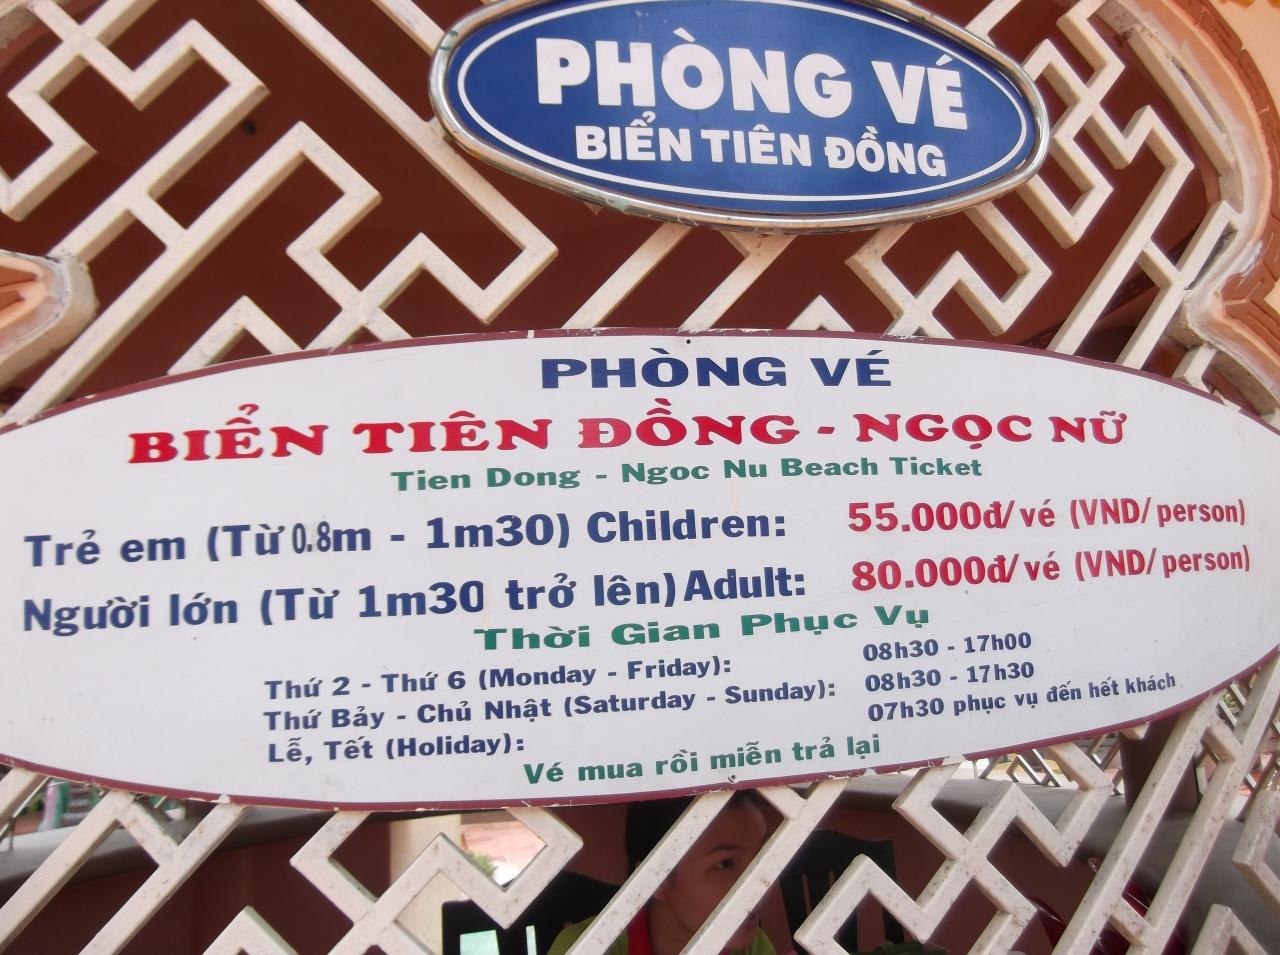 PHÒNG VÉ
BIỂN TIÊN ĐỒNG
PHÒNG VÉ
BIỂN TIÊN ĐỒNG - NGỌC NỮ
Tien Dong - Ngoc Nu Beach Ticket
Trẻ em (Từ 0.8m - 1m30) Children: 55.000đ/vé (VND/person)
Người lớn (Từ 1m30 trở lên) Adult: 80.000đ/vé (VND/person)
Thời Gian Phục Vụ
Thứ 2 - Thứ 6 (Monday - Friday): 08h30 - 17h00
Thứ Bảy - Chủ Nhật (Saturday - Sunday): 08h30 - 17h30
Lễ, Tết (Holiday): 07h30 phục vụ đến hết khách
Vé mua rồi miễn trả lại